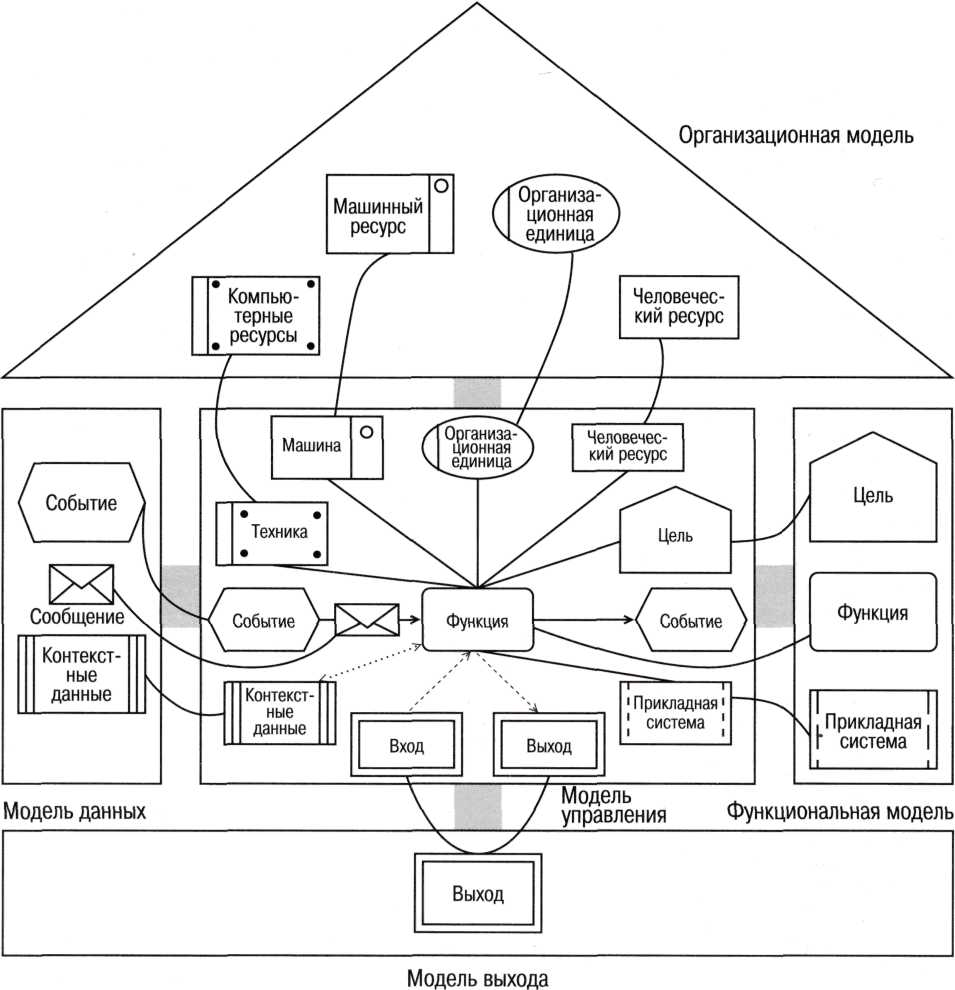 Организационная модель
Машинный
ресурс
Организа-
ционная
единица
Компью-
терные
ресурсы
Человечес-
кий ресурс
Машина
Организа-
ционная
единица
Человечес-
кий ресурс
Событие
Техника
Цель
Цель
Сообщение
Событие
Функция
Событие
Функция
Контекст-
ные
данные
Контекст-
ные
данные
Вход
Выход
Прикладная
система
Прикладная
система
Модель данных
Модель
управления
Функциональная модель
Выход
Модель выхода